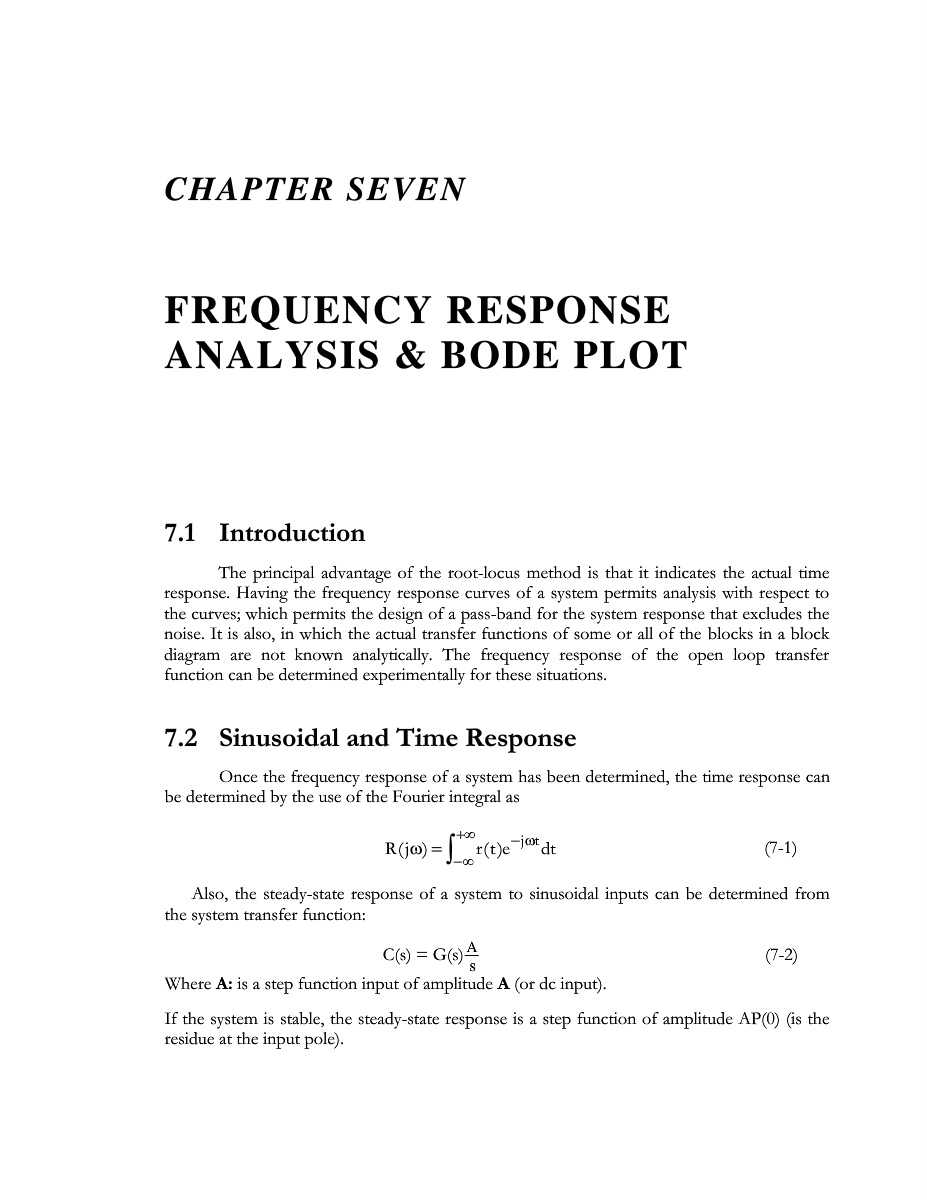 CHAPTER SEVEN
FREQUENCY RESPONSE
ANALYSIS & BODE PLOT
7.1 Introduction
The principal advantage of the root-locus method is that it indicates the actual time
response. Having the frequency response curves of a system permits analysis with respect to
the curves; which permits the design of a pass-band for the system response that excludes the
noise. It is also, in which the actual transfer functions of some or all of the blocks in a block
diagram are not known analytically. The frequency response of the open loop transfer
function can be determined experimentally for these situations.
7.2 Sinusoidal and Time Response
Once the frequency response of a system has been determined, the time response can
be determined by the use of the Fourier integral as
R(jω) = ∫_{−∞}^{+∞} r(t)e^{−jωt}dt (7-1)
Also, the steady-state response of a system to sinusoidal inputs can be determined from
the system transfer function:
C(s) = G(s) A/s (7-2)
Where A: is a step function input of amplitude A (or dc input).
If the system is stable, the steady-state response is a step function of amplitude AP(0) (is the
residue at the input pole).